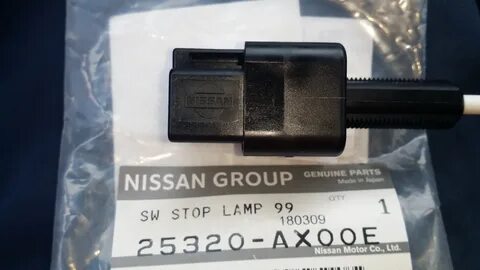 NISSAN
NISSAN GROUP GENUINE PARTS
Made in Japan
QTY
SW STOP LAMP 99 1
180309
25320-AX00E
Nissan Motor Co., Ltd.